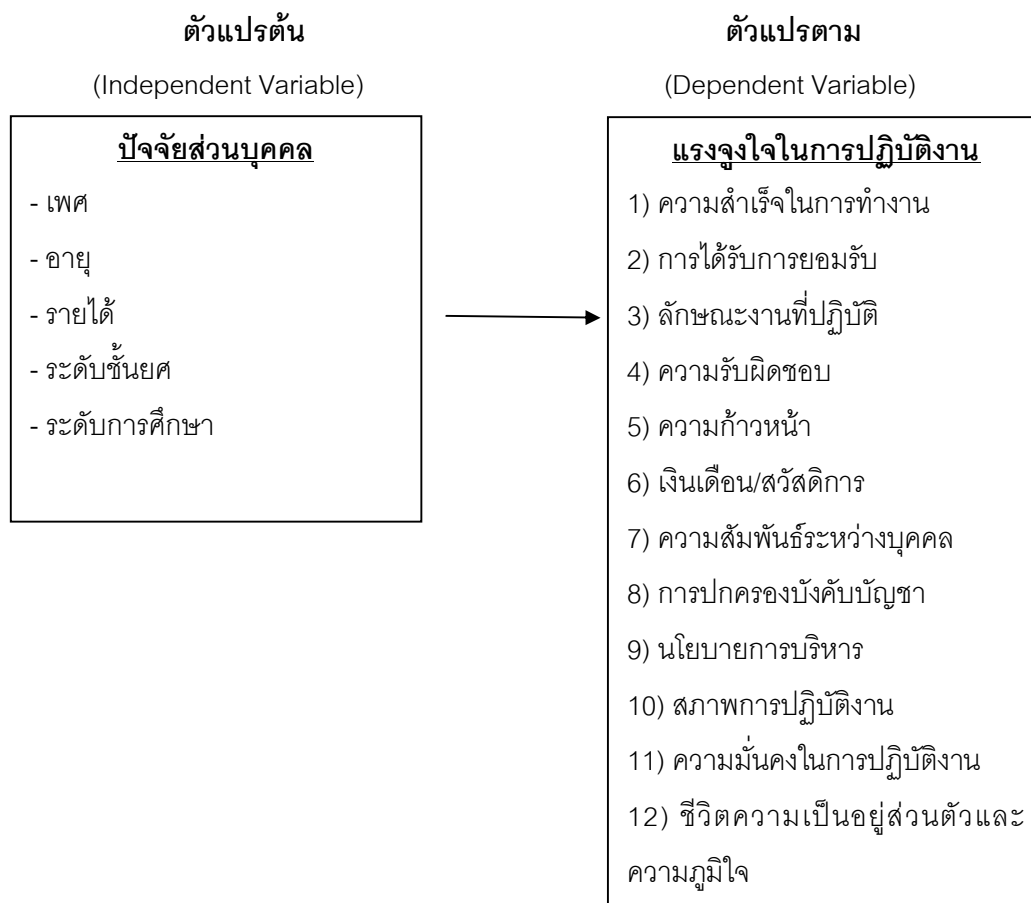 ตัวแปรต้น
(Independent Variable)
ปัจจัยส่วนบุคคล
- เพศ
- อายุ
- รายได้
- ระดับชั้นยศ
- ระดับการศึกษา
ตัวแปรตาม
(Dependent Variable)
แรงจูงใจในการปฏิบัติงาน
1) ความสำเร็จในการทำงาน
2) การได้รับการยอมรับ
3) ลักษณะงานที่ปฏิบัติ
4) ความรับผิดชอบ
5) ความก้าวหน้า
6) เงินเดือน/สวัสดิการ
7) ความสัมพันธ์ระหว่างบุคคล
8) การปกครองบังคับบัญชา
9) นโยบายการบริหาร
10) สภาพการปฏิบัติงาน
11) ความมั่นคงในการปฏิบัติงาน
12) ชีวิตความเป็นอยู่ส่วนตัวและ
ความภูมิใจ